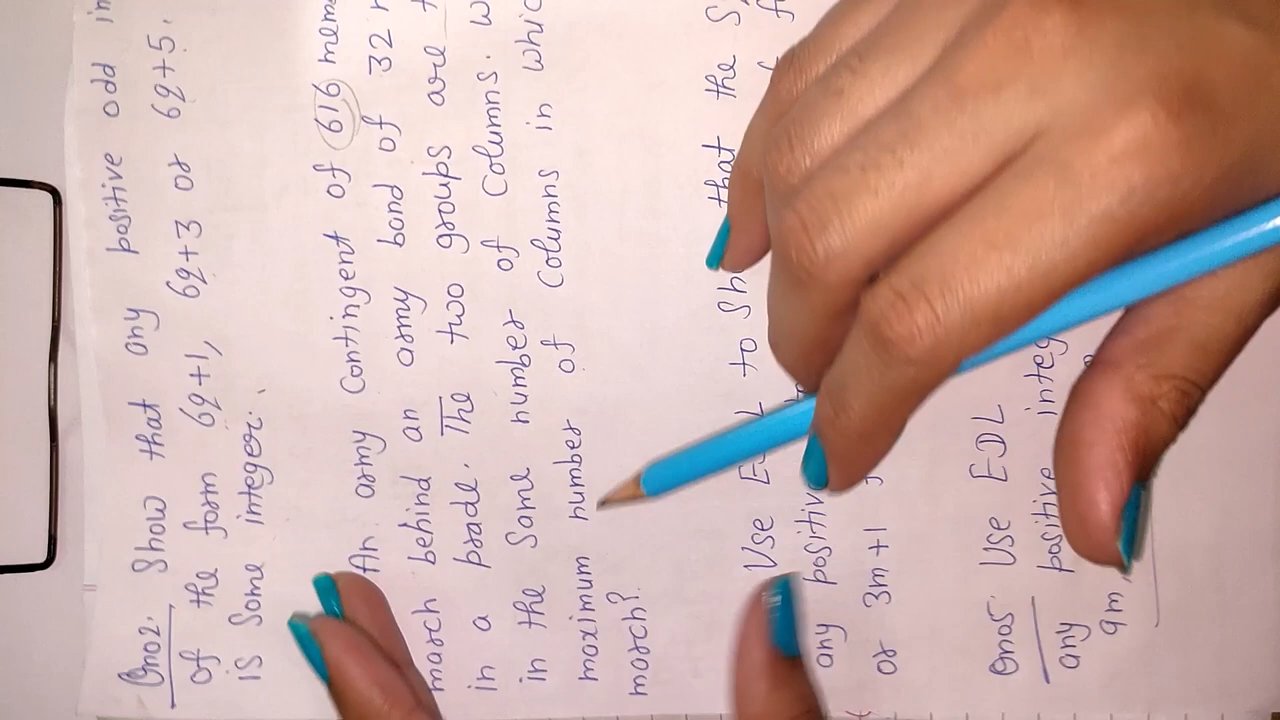 Qno2. Show that any positive odd in
of the form 6q+1, 6q+3 or 6q+5.
is some integer.
An army Contingent of 616 mem
march behind an army bond of 32 m
in a prade. The two groups are t
in the Same number of Columns. W
maximum number of Columns in whic
march?
Use to Sh that the S
any positiv
or 3m+1
Qno5. Use EDL
any positive integ
9m,